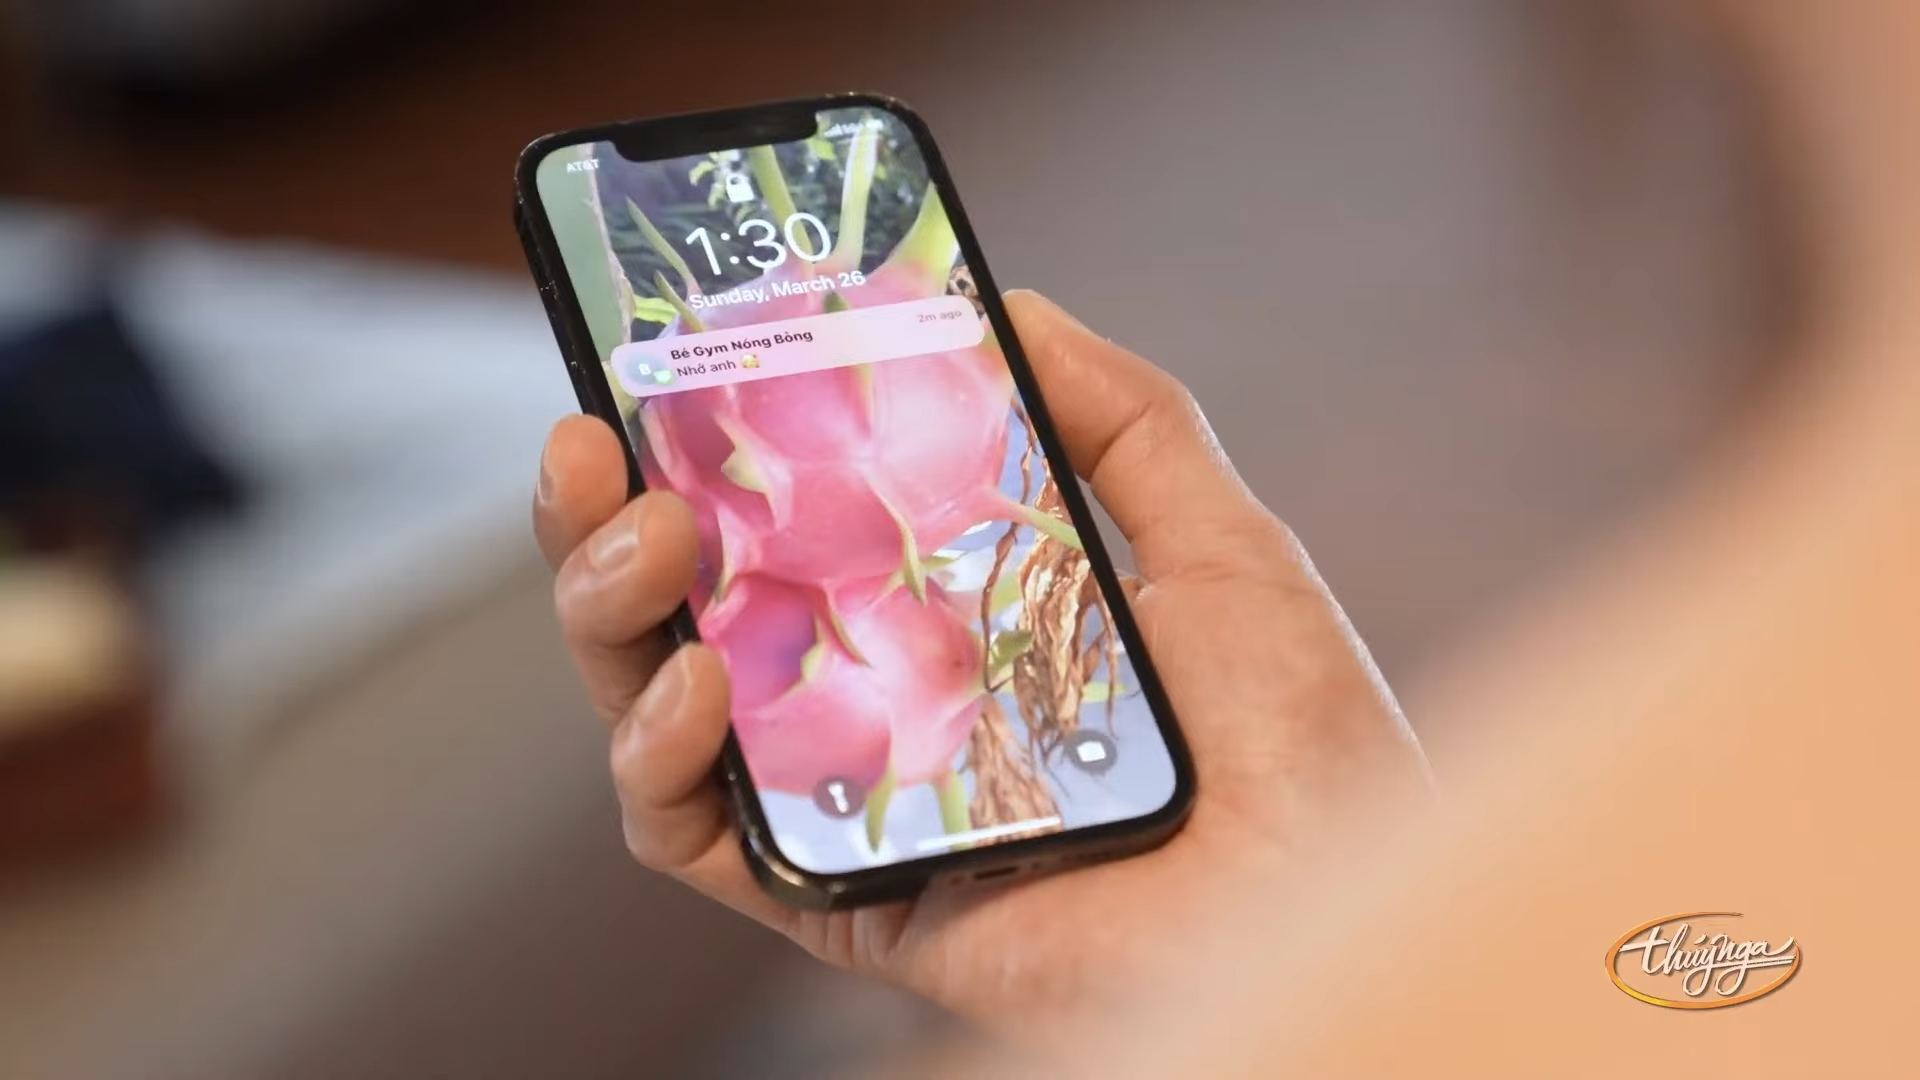 AT&T
1:30
Sunday, March 26
Bé Gym Nóng Bỏng
2m ago
B
Nhớ anh 🥰
thúy nga